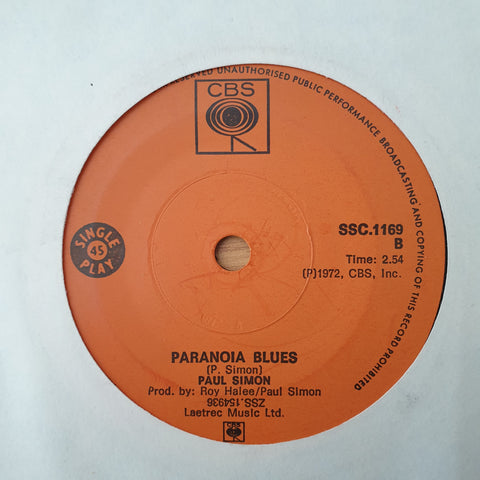 RESERVED UNAUTHORISED PUBLIC PERFORMANCE BROADCASTING AND COPYING OF THIS RECORD PROHIBITED
CBS
SSC.1169
B
SINGLE
45
PLAY
Time: 2.54
(P)1972, CBS, Inc.
PARANOIA BLUES
(P. Simon)
PAUL SIMON
Prod. by: Roy Halee/Paul Simon
ZSS.154936
Laetrec Music Ltd.
CBS